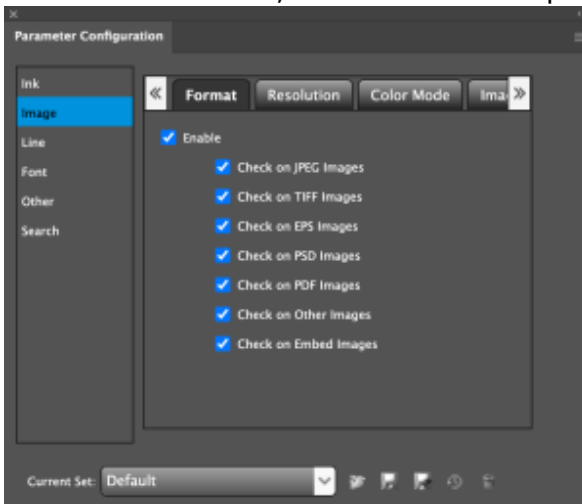 Parameter Configuration
Ink
Image
Line
Font
Other
Search
Format Resolution Color Mode Ima
Enable
Check on JPEG Images
Check on TIFF Images
Check on EPS Images
Check on PSD Images
Check on PDF Images
Check on Other Images
Check on Embed Images
Current Set: Default